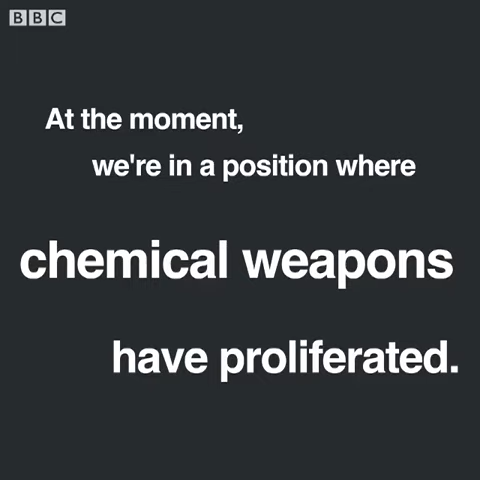 BBC
At the moment,
we're in a position where
chemical weapons
have proliferated.